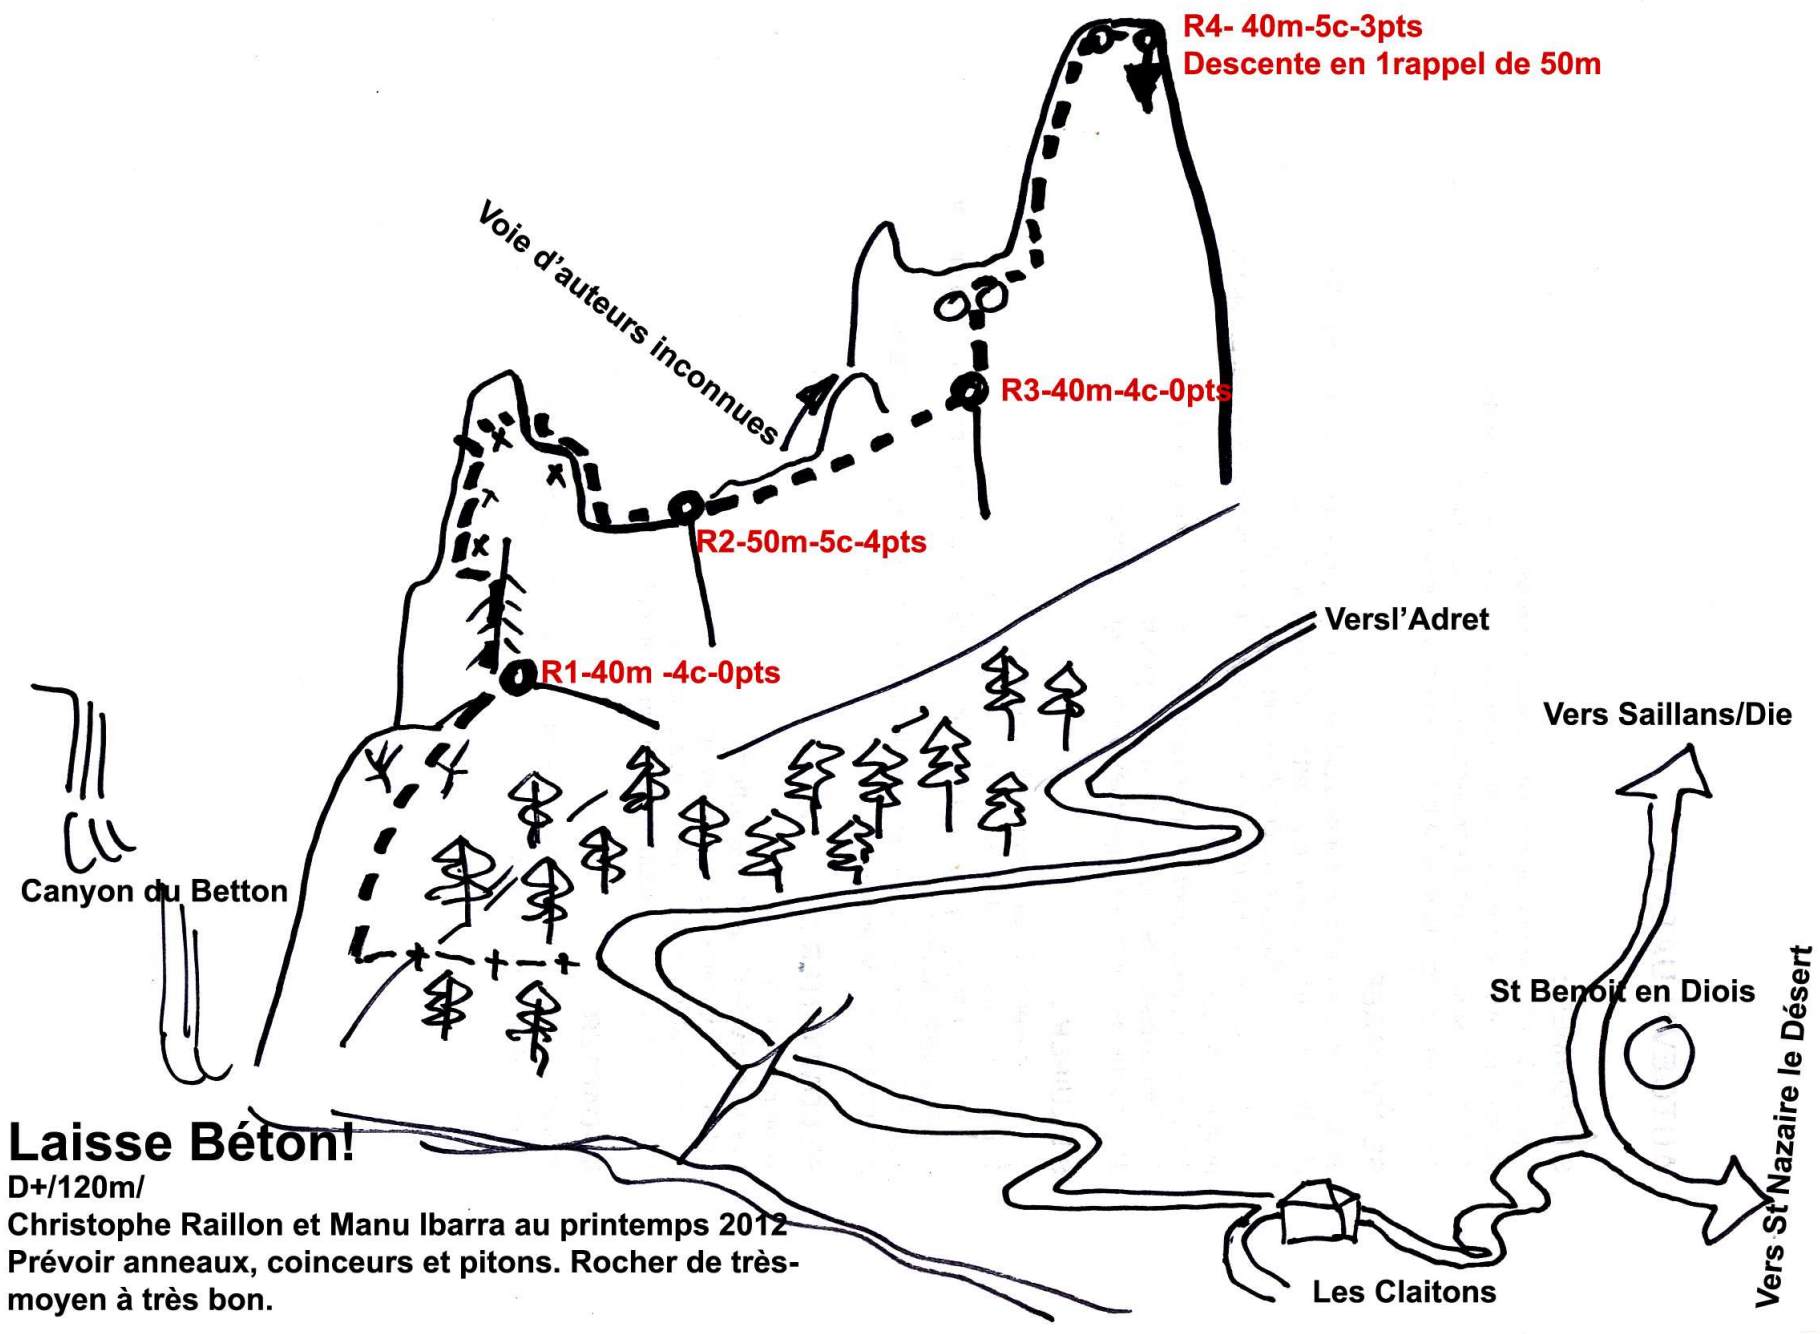 R4- 40m-5c-3pts
Descente en 1rappel de 50m
Voie d'auteurs inconnues
R3-40m-4c-0pts
R2-50m-5c-4pts
Versl'Adret
R1-40m -4c-0pts
Vers Saillans/Die
Canyon du Betton
St Benoit en Diois
Vers St Nazaire le Désert
Laisse Béton!
D+/120m/
Christophe Raillon et Manu Ibarra au printemps 2012
Prévoir anneaux, coinceurs et pitons. Rocher de très-
moyen à très bon.
Les Claitons